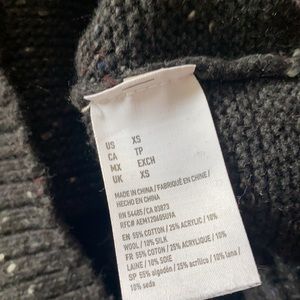 US XS
CA TP
MX EXCH
UK XS
MADE IN CHINA / FABRIQUÉ EN CHINE /
HECHO EN CHINA
RN 54485/CA 03873
RFC# AEM120605U9A
EN 55% COTTON / 25% ACRYLIC / 10%
WOOL / 10% SILK
FR 55% COTON / 25% ACRYLIQUE / 10%
LAINE / 10% SOIE
SP 55% algodón / 25% acrílico / 10% lana /
10% seda